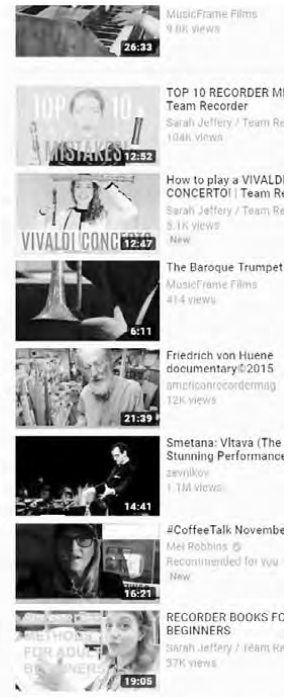 MusicFrame Films
9.6K views
26:33
TOP 10 RECORDER MI
Team Recorder
Sarah Jeffery / Team Re
104K views
TOP 10
MISTAKES!
12:52
How to play a VIVALDI
CONCERTO! | Team Re
Sarah Jeffery / Team Re
5.1K views
New
VIVALDI CONCERTO
12:47
The Baroque Trumpet
MusicFrame Films
414 views
6:11
Friedrich von Huene
documentary©2015
americanrecordermag
12K views
21:39
Smetana: Vltava (The
Stunning Performance
zevnikov
1.1M views
14:41
#CoffeeTalk Novembe
Mel Robbins
Recommended for you
New
16:21
RECORDER BOOKS FO
BEGINNERS
Sarah Jeffery / Team Re
37K views
METHODS
FOR ADULT
BEGINNERS
19:05